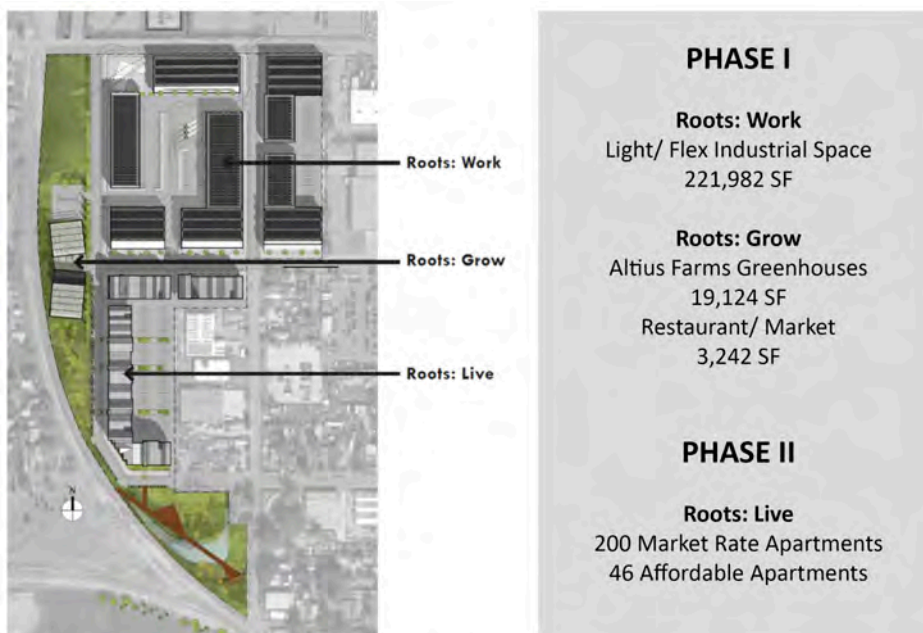 Roots: Work
Roots: Grow
Roots: Live
N
PHASE I
Roots: Work
Light/ Flex Industrial Space
221,982 SF
Roots: Grow
Altius Farms Greenhouses
19,124 SF
Restaurant/ Market
3,242 SF
PHASE II
Roots: Live
200 Market Rate Apartments
46 Affordable Apartments